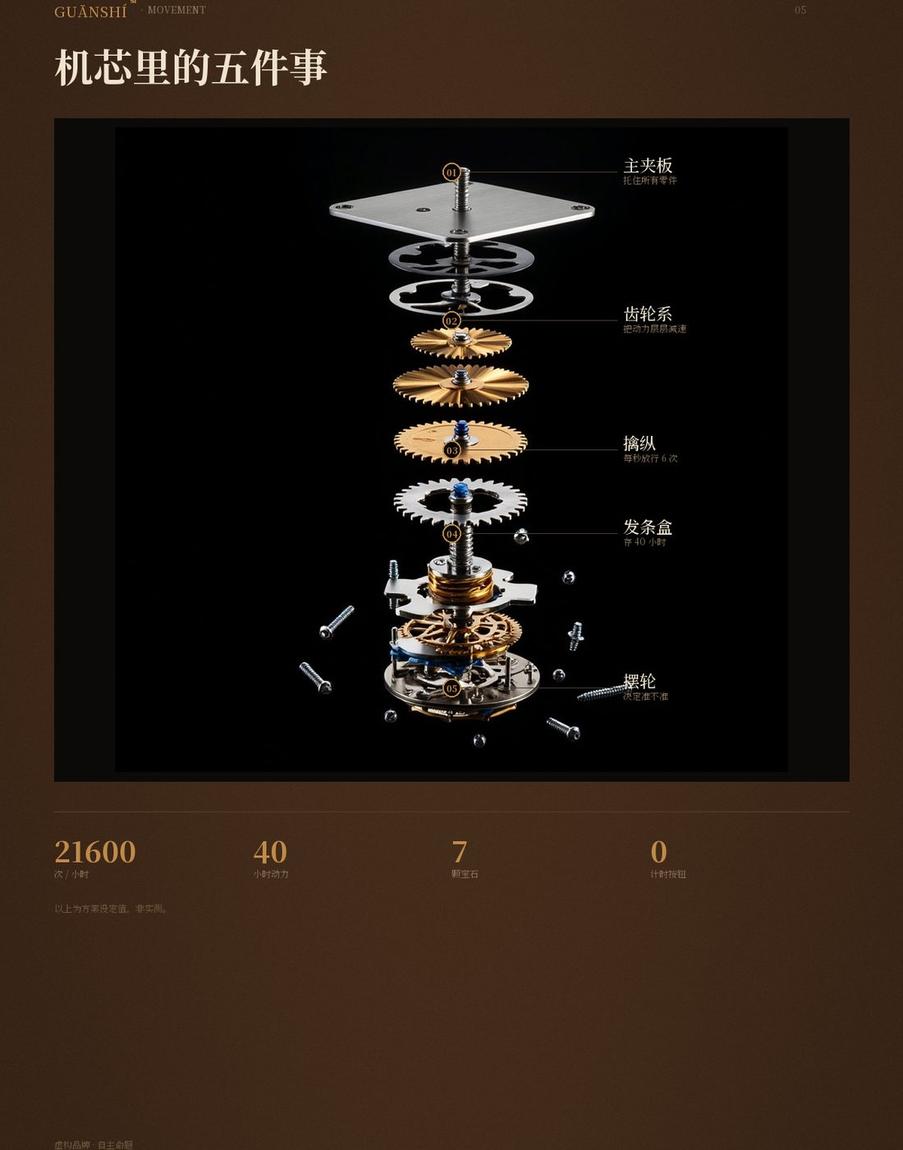 GUĀNSHÍ · MOVEMENT
05
机芯里的五件事
01
主夹板
托住所有零件
02
齿轮系
把动力层层减速
03
擒纵
每秒放行 6 次
04
发条盒
存 40 小时
05
摆轮
决定准不准
21600
次 / 小时
40
小时动力
7
颗宝石
0
计时按钮
以上为方案设定值，非实测。
虚构品牌 · 自主命题